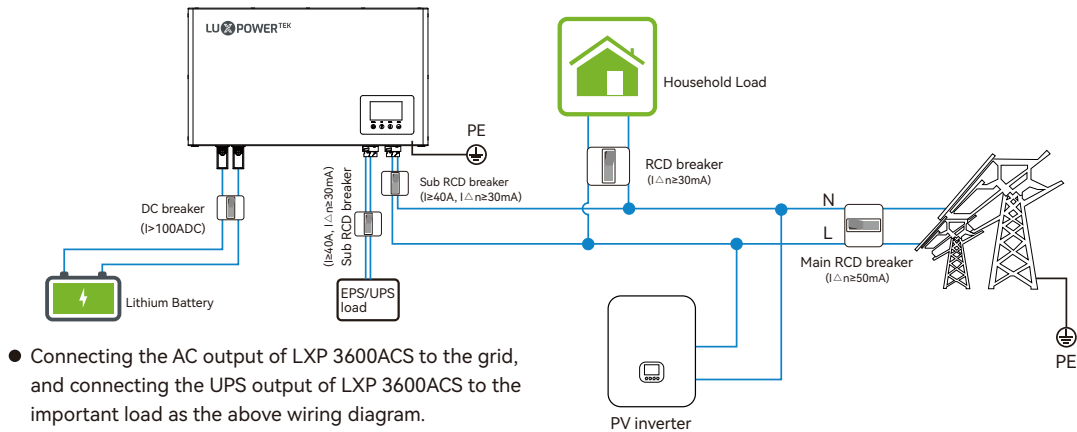 LUXPOWERTEK
PE
Household Load
RCD breaker
(I△n≥30mA)
DC breaker
(I>100ADC)
Sub RCD breaker
(I≥40A, I△n≥30mA)
Sub RCD breaker
(I≥40A, I△n≥30mA)
N
L
Main RCD breaker
(I△n≥50mA)
EPS/UPS
load
Lithium Battery
PE
PV inverter
● Connecting the AC output of LXP 3600ACS to the grid,
and connecting the UPS output of LXP 3600ACS to the
important load as the above wiring diagram.